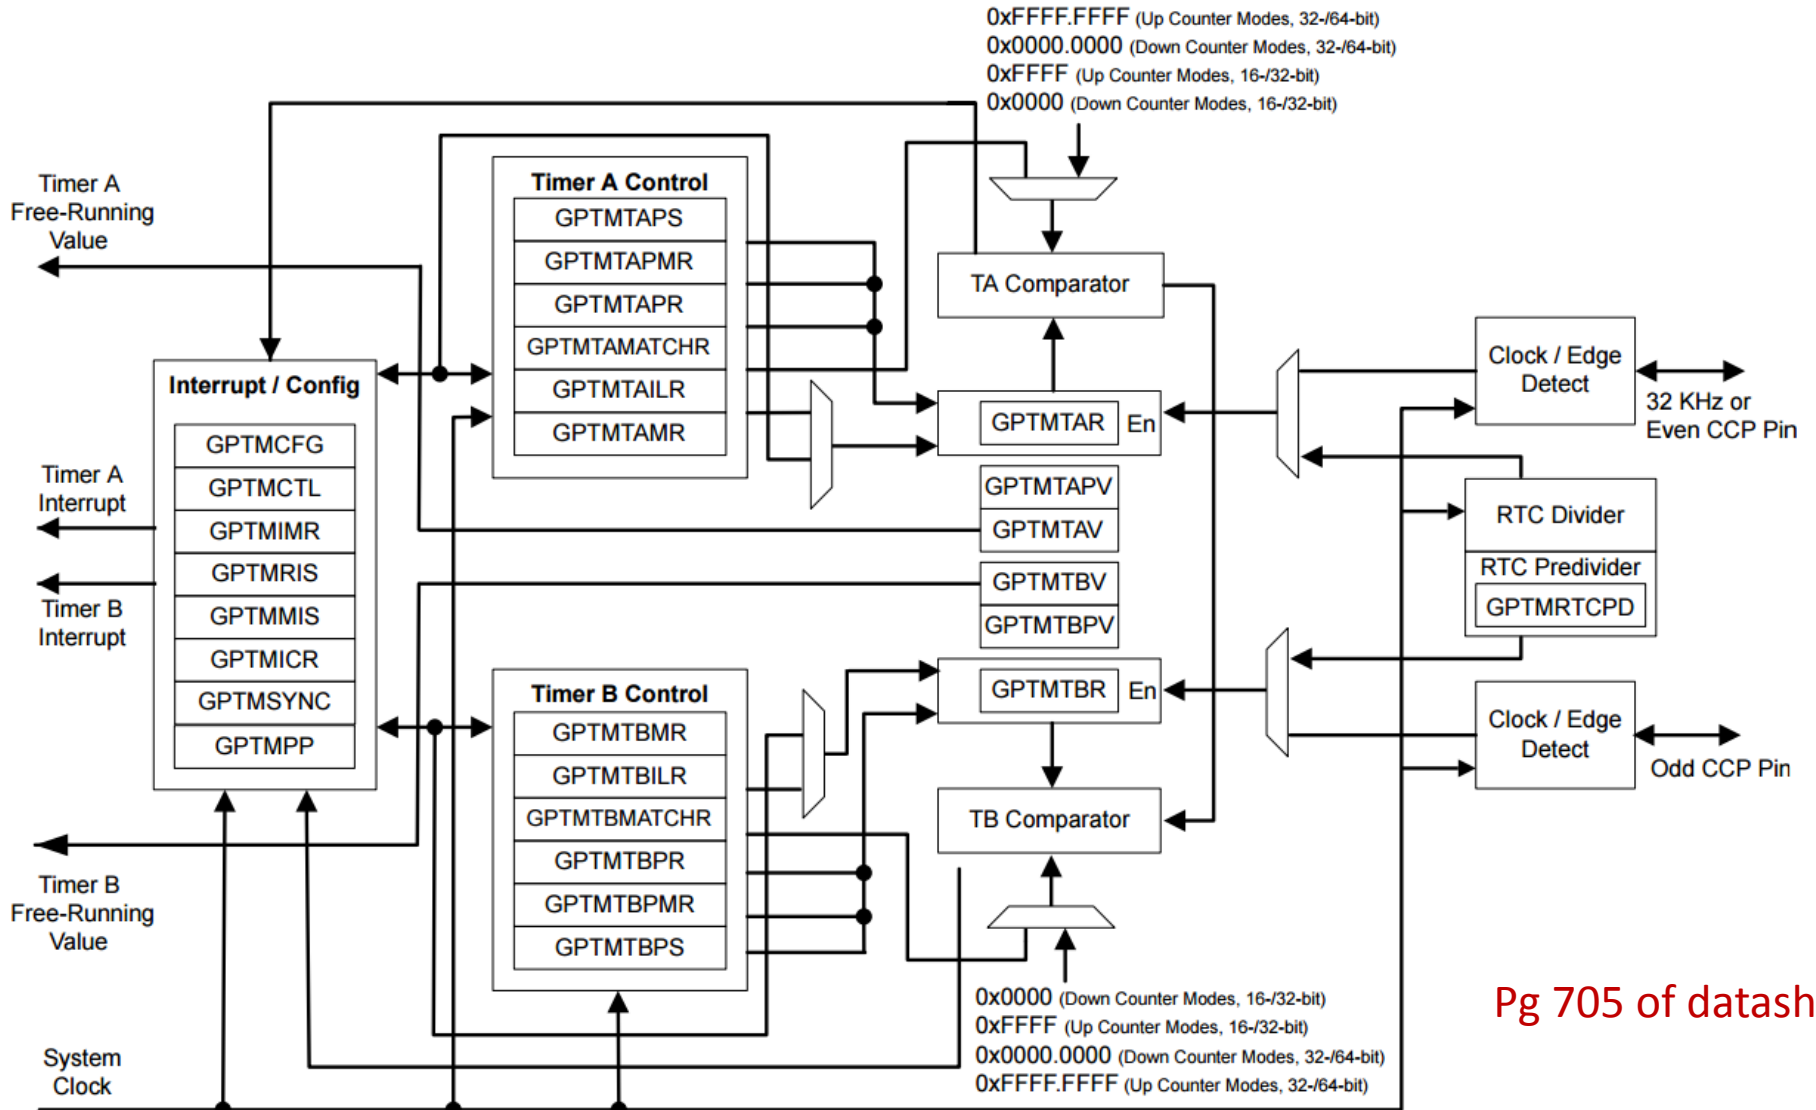 0xFFFF.FFFF (Up Counter Modes, 32-/64-bit)
0x0000.0000 (Down Counter Modes, 32-/64-bit)
0xFFFF (Up Counter Modes, 16-/32-bit)
0x0000 (Down Counter Modes, 16-/32-bit)
Timer A
Free-Running
Value
Timer A Control
GPTMTAPS
GPTMTAPMR
GPTMTAPR
GPTMTAMATCHR
GPTMTAILR
GPTMTAMR
TA Comparator
GPTMTAR
En
Clock / Edge
Detect
32 KHz or
Even CCP Pin
Interrupt / Config
GPTMCFG
GPTMCTL
GPTMIMR
GPTMRIS
GPTMMIS
GPTMICR
GPTMSYNC
GPTMPP
Timer A
Interrupt
Timer B
Interrupt
GPTMTAPV
GPTMTAV
GPTMTBV
GPTMTBPV
RTC Divider
RTC Predivider
GPTMRTCPD
Timer B Control
GPTMTBMR
GPTMTBILR
GPTMTBMATCHR
GPTMTBPR
GPTMTBPMR
GPTMTBPS
GPTMTBR
En
TB Comparator
Clock / Edge
Detect
Odd CCP Pin
Timer B
Free-Running
Value
0x0000 (Down Counter Modes, 16-/32-bit)
0xFFFF (Up Counter Modes, 16-/32-bit)
0x0000.0000 (Down Counter Modes, 32-/64-bit)
0xFFFF.FFFF (Up Counter Modes, 32-/64-bit)
Pg 705 of datash
System
Clock